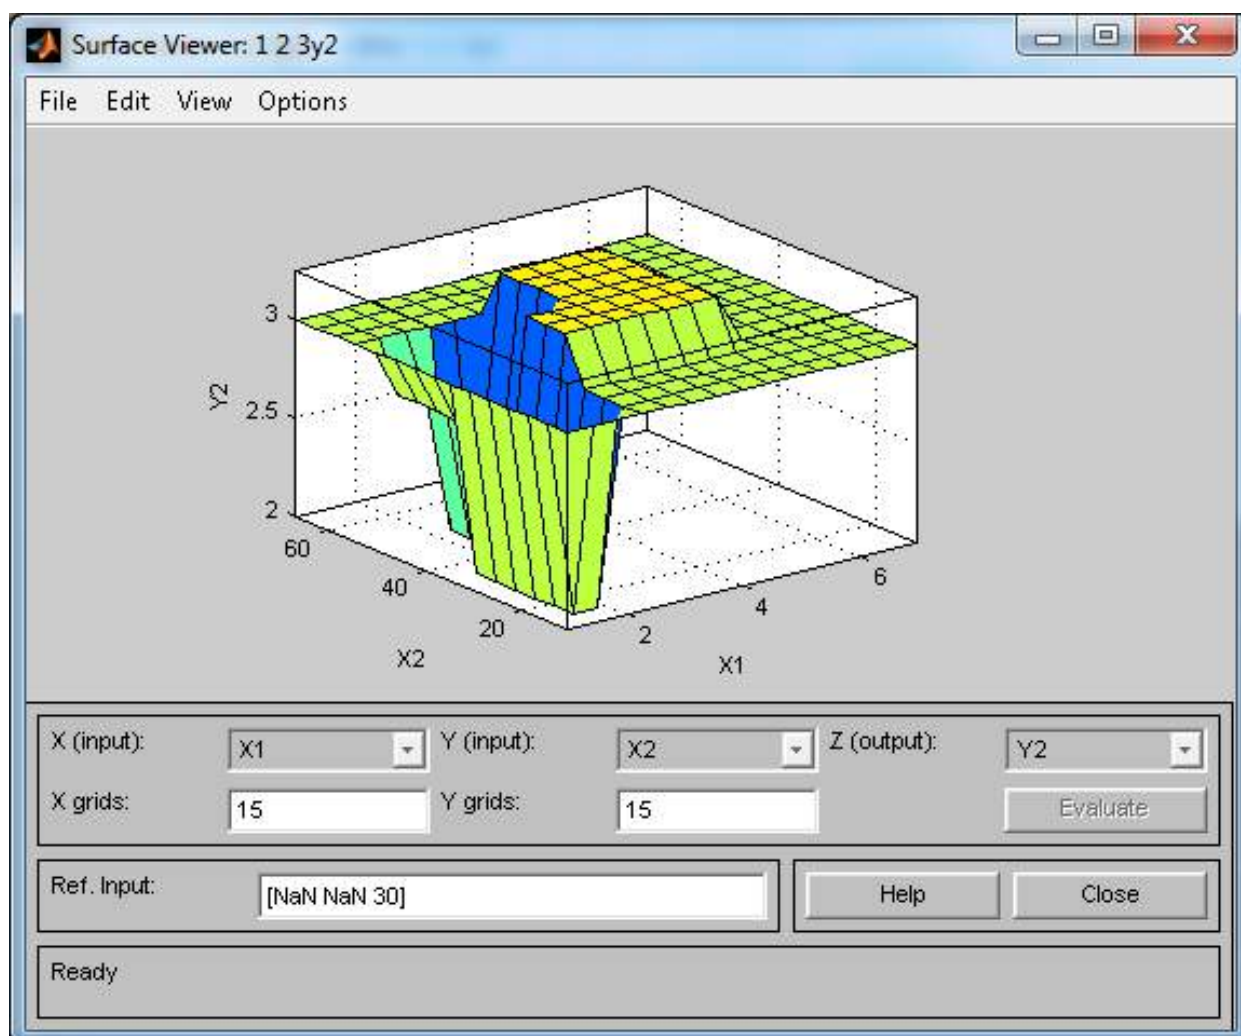 Surface Viewer: 1 2 3y2
File Edit View Options
3
2.5
2
Y2
60
40
20
X2
2
4
6
X1
X (input): X1 Y (input): X2 Z (output): Y2
X grids: 15 Y grids: 15 Evaluate
Ref. Input: [NaN NaN 30] Help Close
Ready